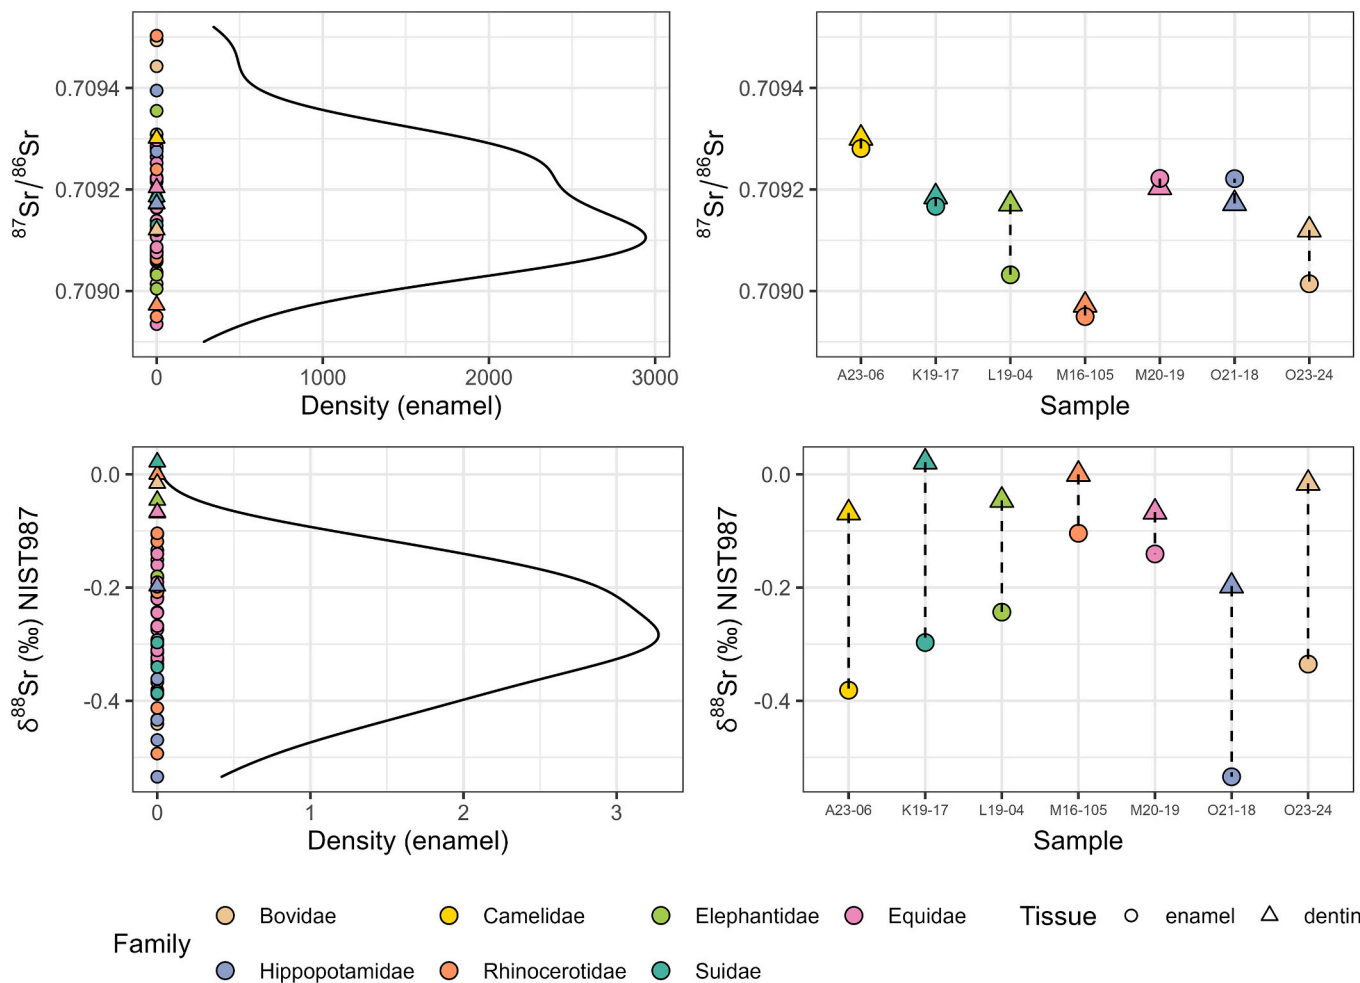 0.7094
0.7092
0.7090
⁸⁷Sr/⁸⁶Sr
0 1000 2000 3000
Density (enamel)
0.7094
0.7092
0.7090
⁸⁷Sr/⁸⁶Sr
A23-06 K19-17 L19-04 M16-105 M20-19 O21-18 O23-24
Sample
0.0
-0.2
-0.4
δ⁸⁸Sr (‰) NIST987
0 1 2 3
Density (enamel)
0.0
-0.2
-0.4
δ⁸⁸Sr (‰) NIST987
A23-06 K19-17 L19-04 M16-105 M20-19 O21-18 O23-24
Sample
Family
Bovidae Camelidae Elephantidae Equidae
Hippopotamidae Rhinocerotidae Suidae
Tissue enamel dentin